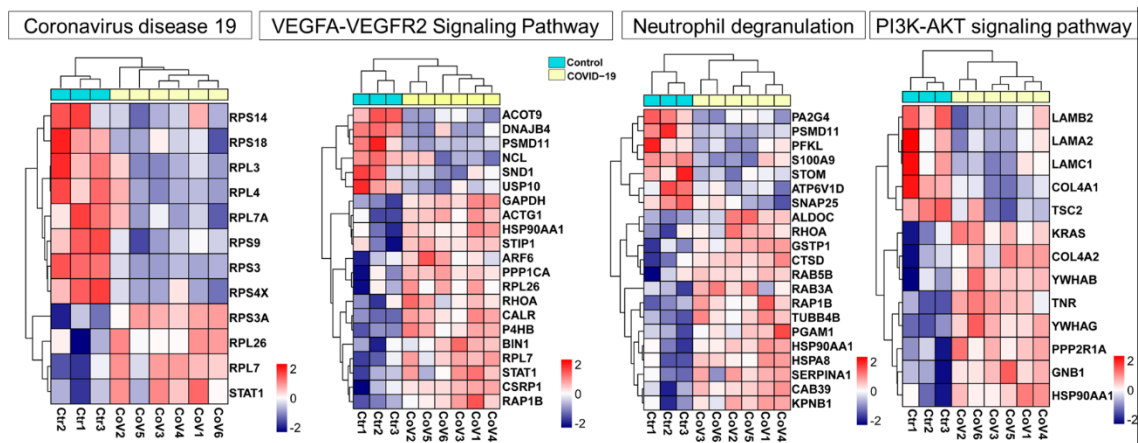 Coronavirus disease 19
VEGFA-VEGFR2 Signaling Pathway
Neutrophil degranulation
PI3K-AKT signaling pathway
Control
COVID-19
RPS14
RPS18
RPL3
RPL4
RPL7A
RPS9
RPS3
RPS4X
RPS3A
RPL26
RPL7
STAT1
Ctr2
Ctr1
Ctr3
CoV2
CoV5
CoV3
CoV4
CoV1
CoV6
2
0
-2
ACOT9
DNAJB4
PSMD11
NCL
SND1
USP10
GAPDH
ACTG1
HSP90AA1
STIP1
ARF6
PPP1CA
RPL26
RHOA
CALR
P4HB
BIN1
RPL7
STAT1
CSRP1
RAP1B
Ctr1
Ctr2
Ctr3
CoV2
CoV5
CoV6
CoV3
CoV1
CoV4
2
0
-2
PA2G4
PSMD11
PFKL
S100A9
STOM
ATP6V1D
SNAP25
ALDOC
RHOA
GSTP1
CTSD
RAB5B
RAB3A
RAP1B
TUBB4B
PGAM1
HSP90AA1
HSPA8
SERPINA1
CAB39
KPNB1
Ctr1
Ctr2
Ctr3
CoV3
CoV6
CoV2
CoV5
CoV1
CoV4
2
0
-2
LAMB2
LAMA2
LAMC1
COL4A1
TSC2
KRAS
COL4A2
YWHAB
TNR
YWHAG
PPP2R1A
GNB1
HSP90AA1
Ctr1
Ctr2
Ctr3
CoV6
CoV2
CoV3
CoV5
CoV1
CoV4
2
0
-2